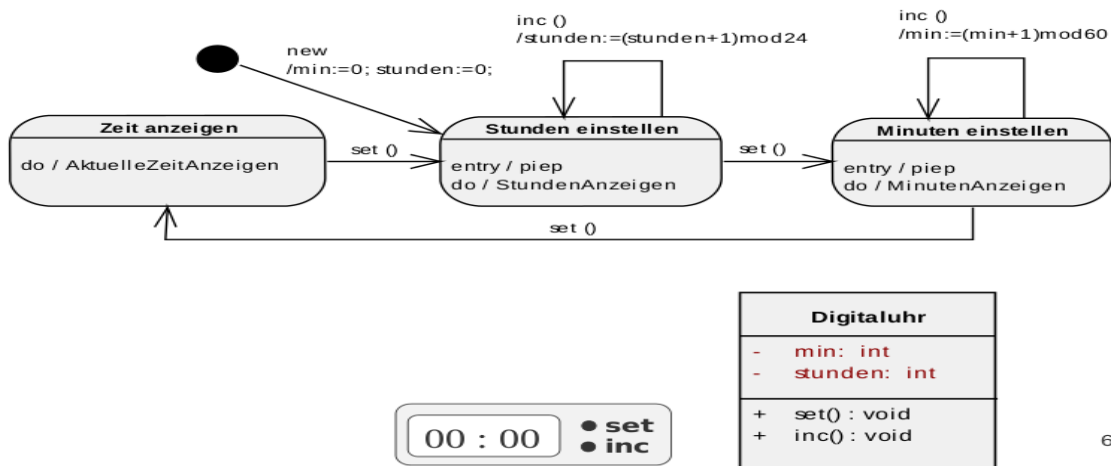 new
/min:=0; stunden:=0;
inc ()
/stunden:=(stunden+1)mod24
inc ()
/min:=(min+1)mod60
Zeit anzeigen
do / AktuelleZeitAnzeigen
set ()
Stunden einstellen
entry / piep
do / StundenAnzeigen
set ()
Minuten einstellen
entry / piep
do / MinutenAnzeigen
set ()
00 : 00
set
inc
Digitaluhr
- min: int
- stunden: int
+ set() : void
+ inc() : void
6